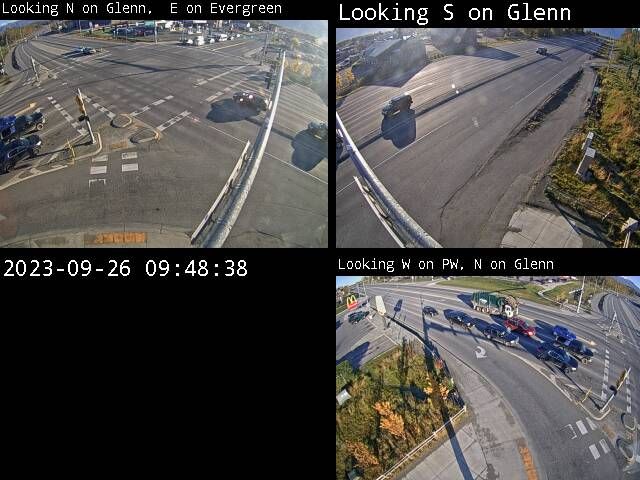 Looking N on Glenn,  E on Evergreen
Looking S on Glenn
2023-09-26 09:48:38
Looking W on PW, N on Glenn